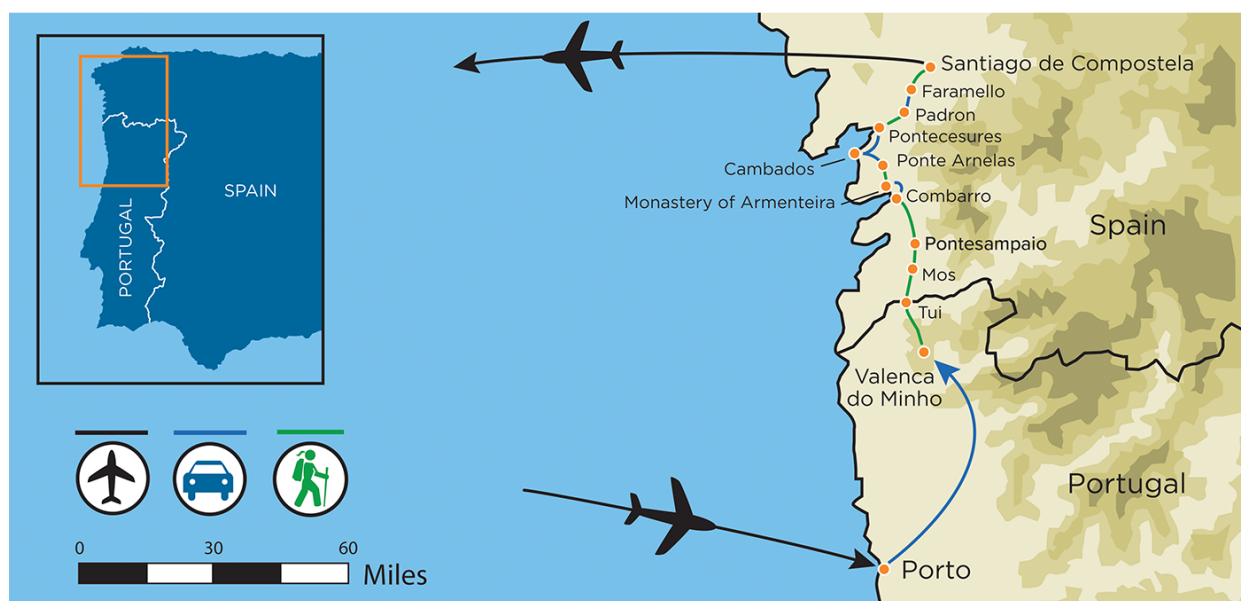 SPAIN
PORTUGAL
0 30 60
Miles
Santiago de Compostela
Faramello
Padron
Pontecesures
Cambados
Ponte Arnelas
Monastery of Armenteira
Combarro
Pontesampaio
Spain
Mos
Tui
Valenca
do Minho
Portugal
Porto